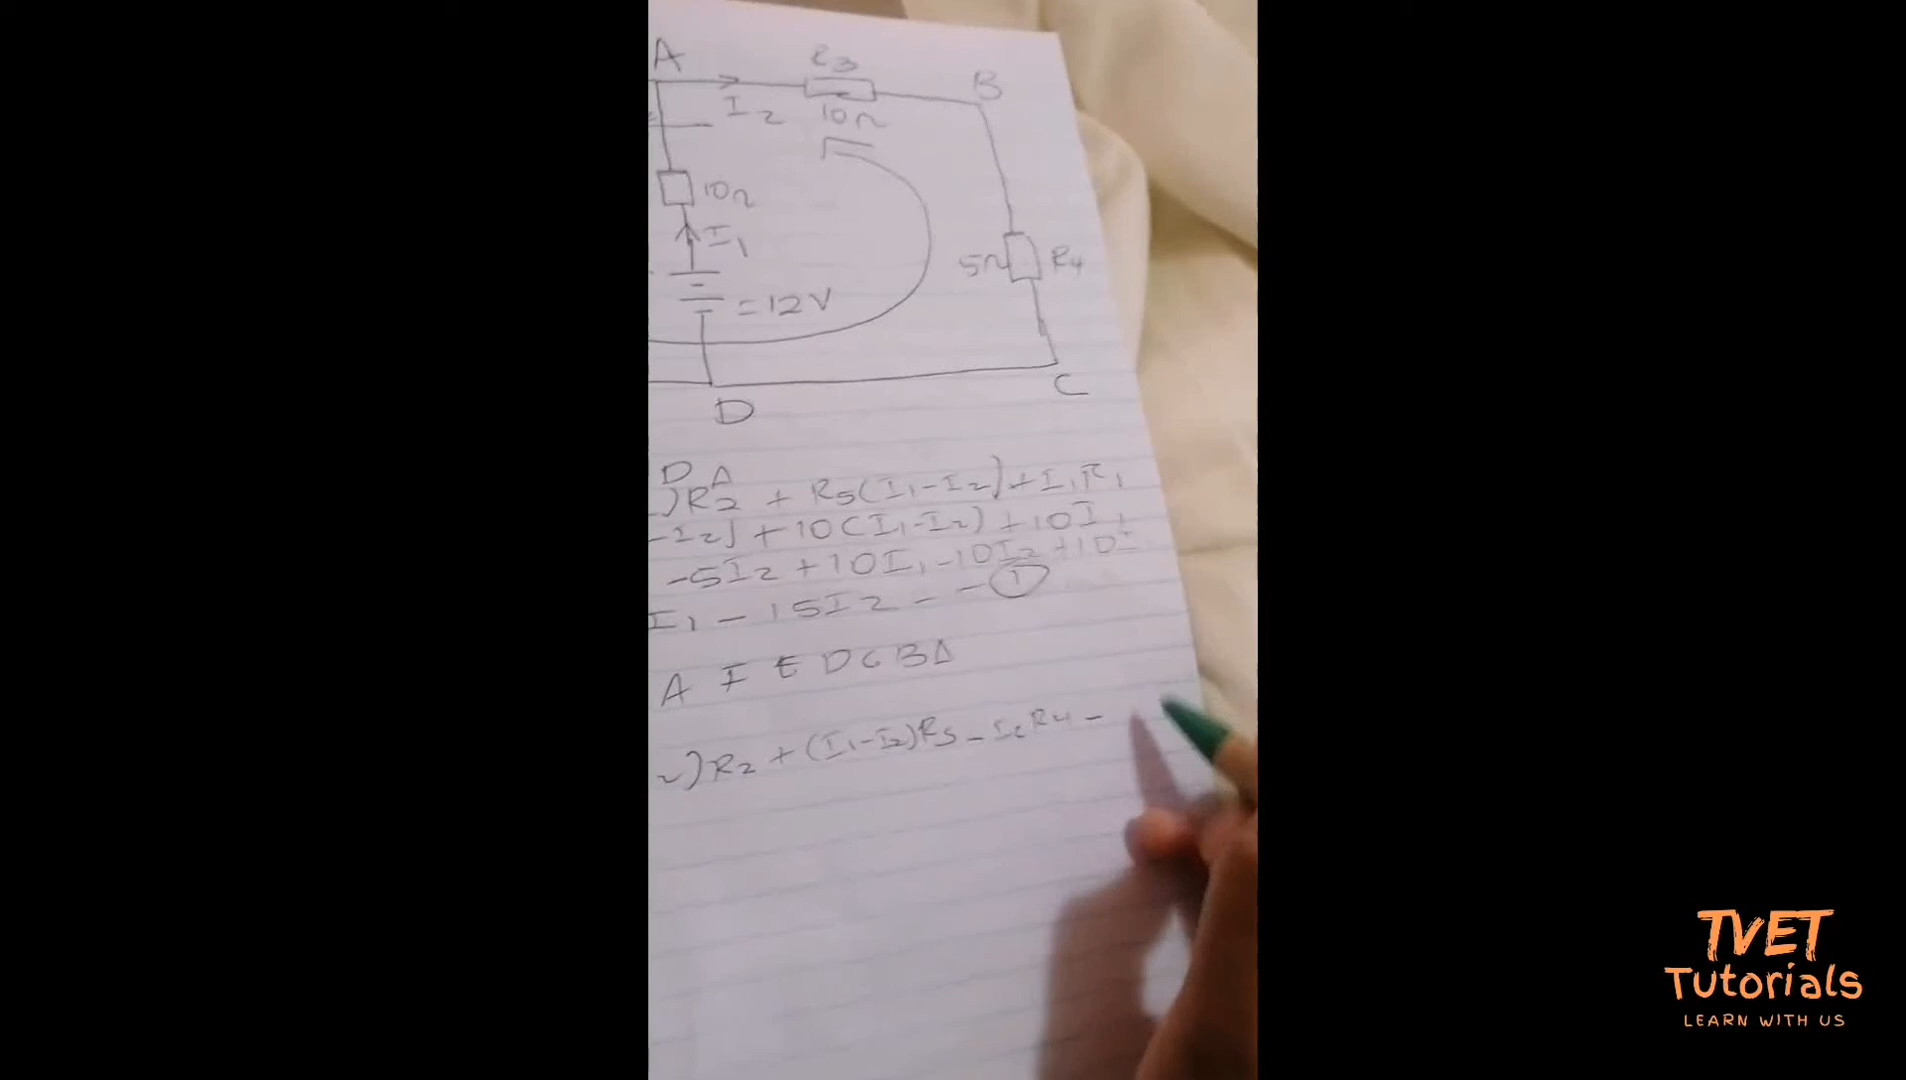 A
R3
B
I2
10Ω
10Ω
I1
5Ω
R4
= 12V
D
C
D A
)R2 + R5(I1-I2) + I1R1
-I2) + 10(I1-I2) + 10I1
-5I2 + 10I1 - 10I2 + 10I
I1 - 15I2 - - 1
A F E D C B A
2)R2 + (I1-I2)R5 - I2R4 -
TVET
Tutorials
LEARN WITH US